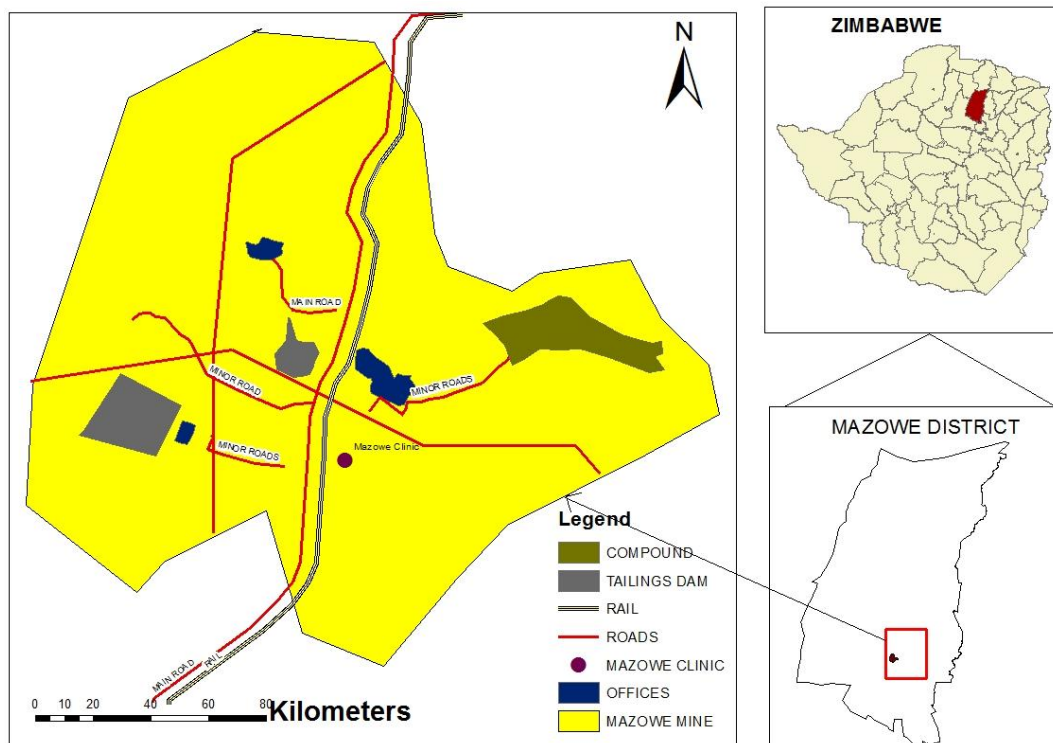 N
MAIN ROAD
MINOR ROAD
MINOR ROADS
MINOR ROADS
Mazowe Clinic
MAIN ROAD
RAIL
0 10 20 40 60 80
Kilometers
Legend
COMPOUND
TAILINGS DAM
RAIL
ROADS
MAZOWE CLINIC
OFFICES
MAZOWE MINE
ZIMBABWE
MAZOWE DISTRICT